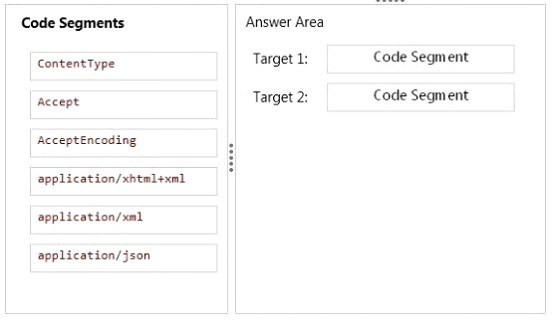 Code Segments
ContentType
Accept
AcceptEncoding
application/xhtml+xml
application/xml
application/json
Answer Area
Target 1: Code Segment
Target 2: Code Segment